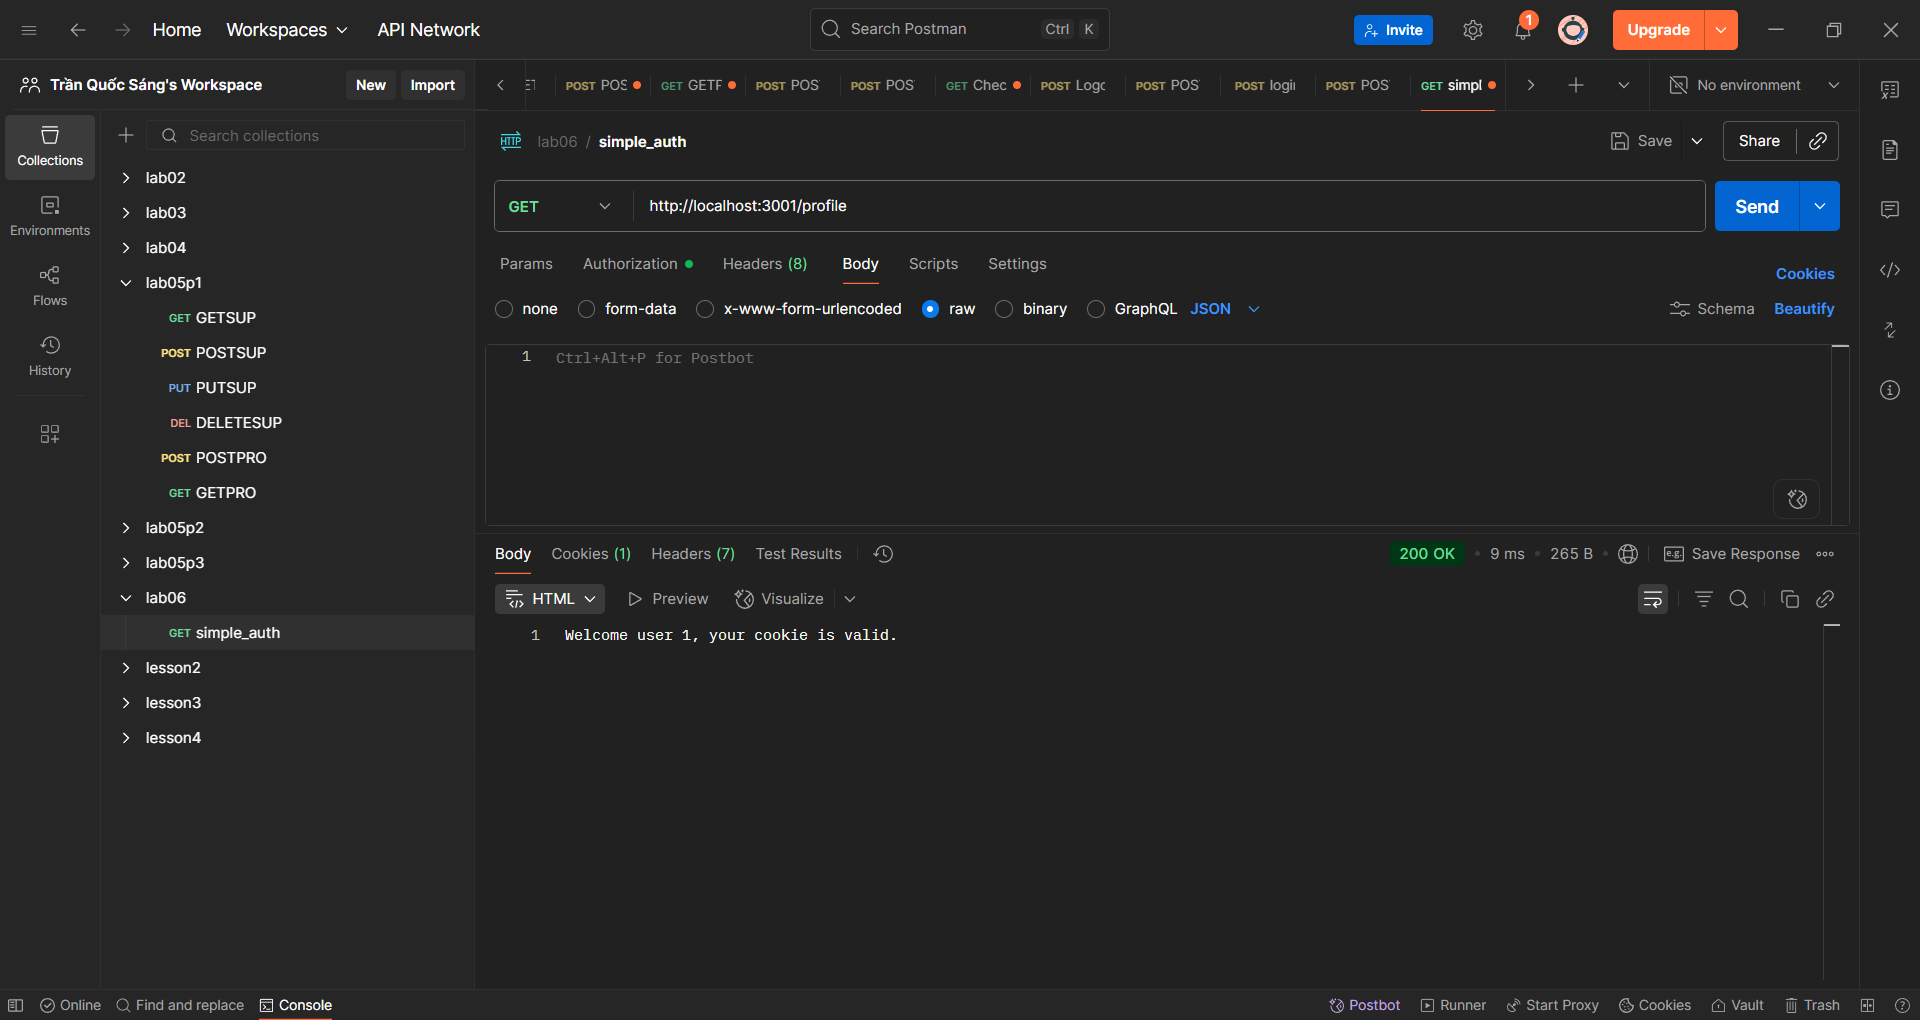 Home Workspaces API Network Search Postman Ctrl K Invite 1 Upgrade
Trần Quốc Sáng's Workspace New Import
POST POS GET GETF POST POS POST POS GET Chec POST Logo POST POS POST logii POST POS GET simpl No environment
Collections
Environments
Flows
History
Search collections
lab02
lab03
lab04
lab05p1
GET GETSUP
POST POSTSUP
PUT PUTSUP
DEL DELETESUP
POST POSTPRO
GET GETPRO
lab05p2
lab05p3
lab06
GET simple_auth
lesson2
lesson3
lesson4
HTTP lab06 / simple_auth Save Share
GET http://localhost:3001/profile Send
Params Authorization Headers (8) Body Scripts Settings Cookies
none form-data x-www-form-urlencoded raw binary GraphQL JSON Schema Beautify
1 Ctrl+Alt+P for Postbot
Body Cookies (1) Headers (7) Test Results 200 OK 9 ms 265 B e.g. Save Response
HTML Preview Visualize
1 Welcome user 1, your cookie is valid.
Online Find and replace Console Postbot Runner Start Proxy Cookies Vault Trash